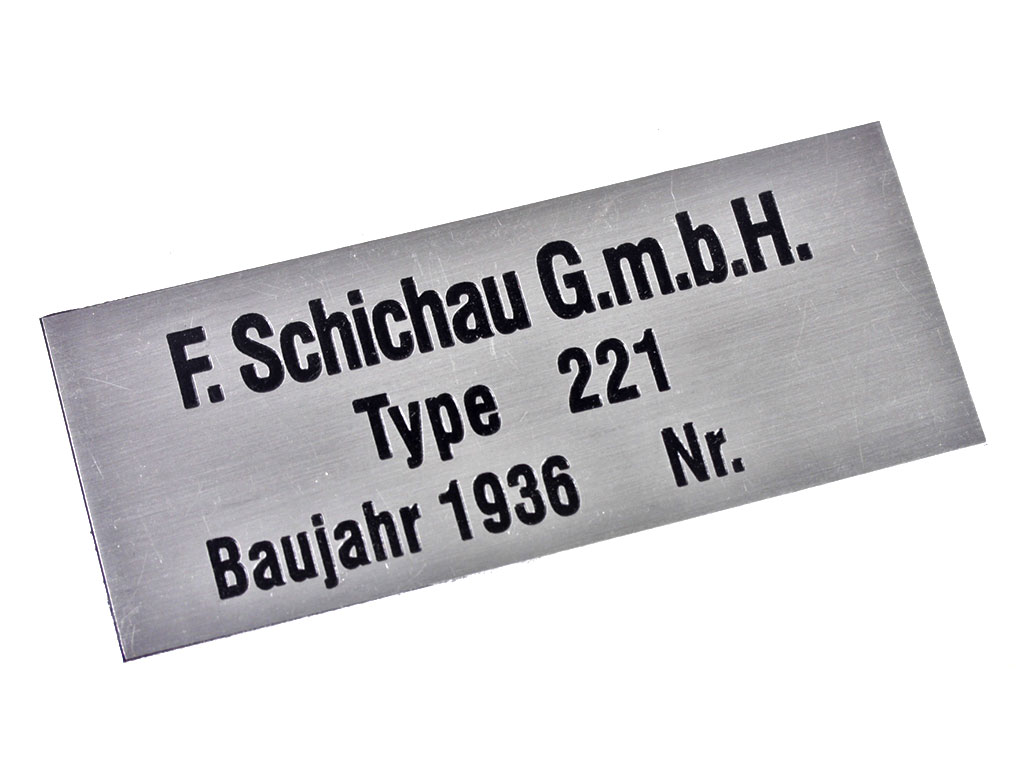 F. Schichau G.m.b.H.
Type 221
Baujahr 1936 Nr.